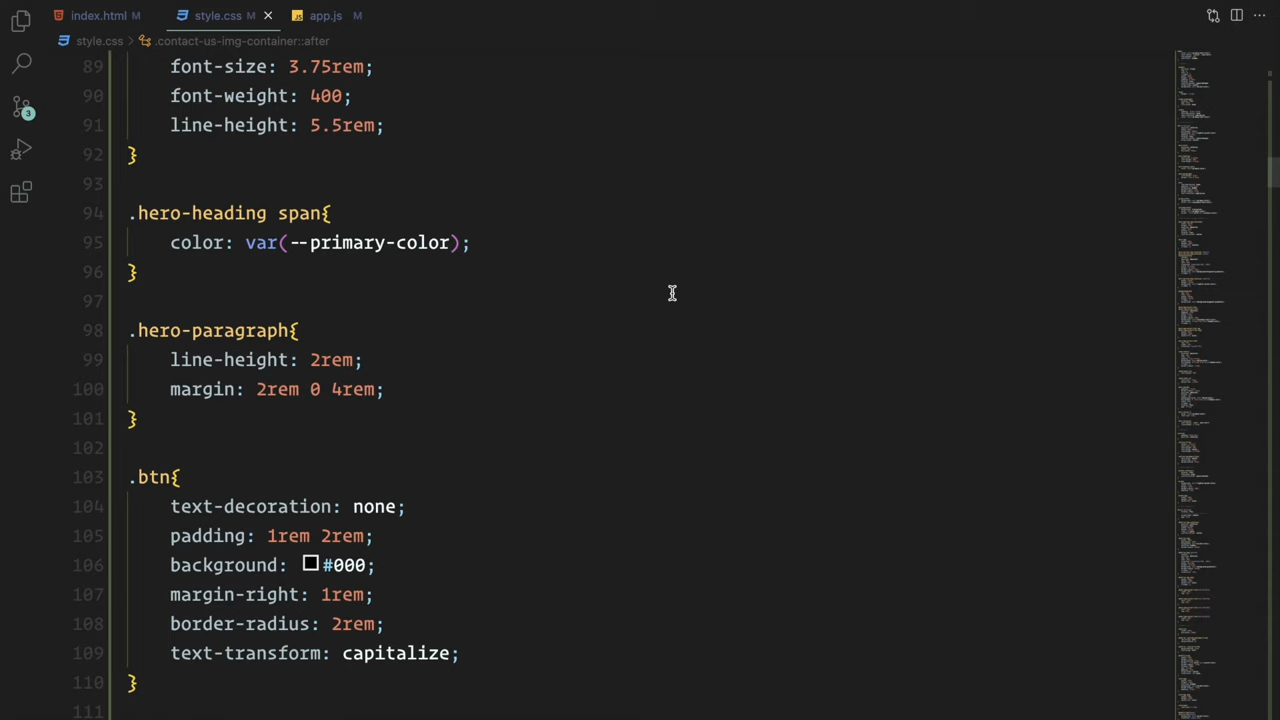 index.html M
style.css M
JS app.js M
style.css > .contact-us-img-container::after
89 font-size: 3.75rem;
90 font-weight: 400;
91 line-height: 5.5rem;
92 }
93
94 .hero-heading span{
95 color: var(--primary-color);
96 }
97
98 .hero-paragraph{
99 line-height: 2rem;
100 margin: 2rem 0 4rem;
101 }
102
103 .btn{
104 text-decoration: none;
105 padding: 1rem 2rem;
106 background: #000;
107 margin-right: 1rem;
108 border-radius: 2rem;
109 text-transform: capitalize;
110 }
111
3